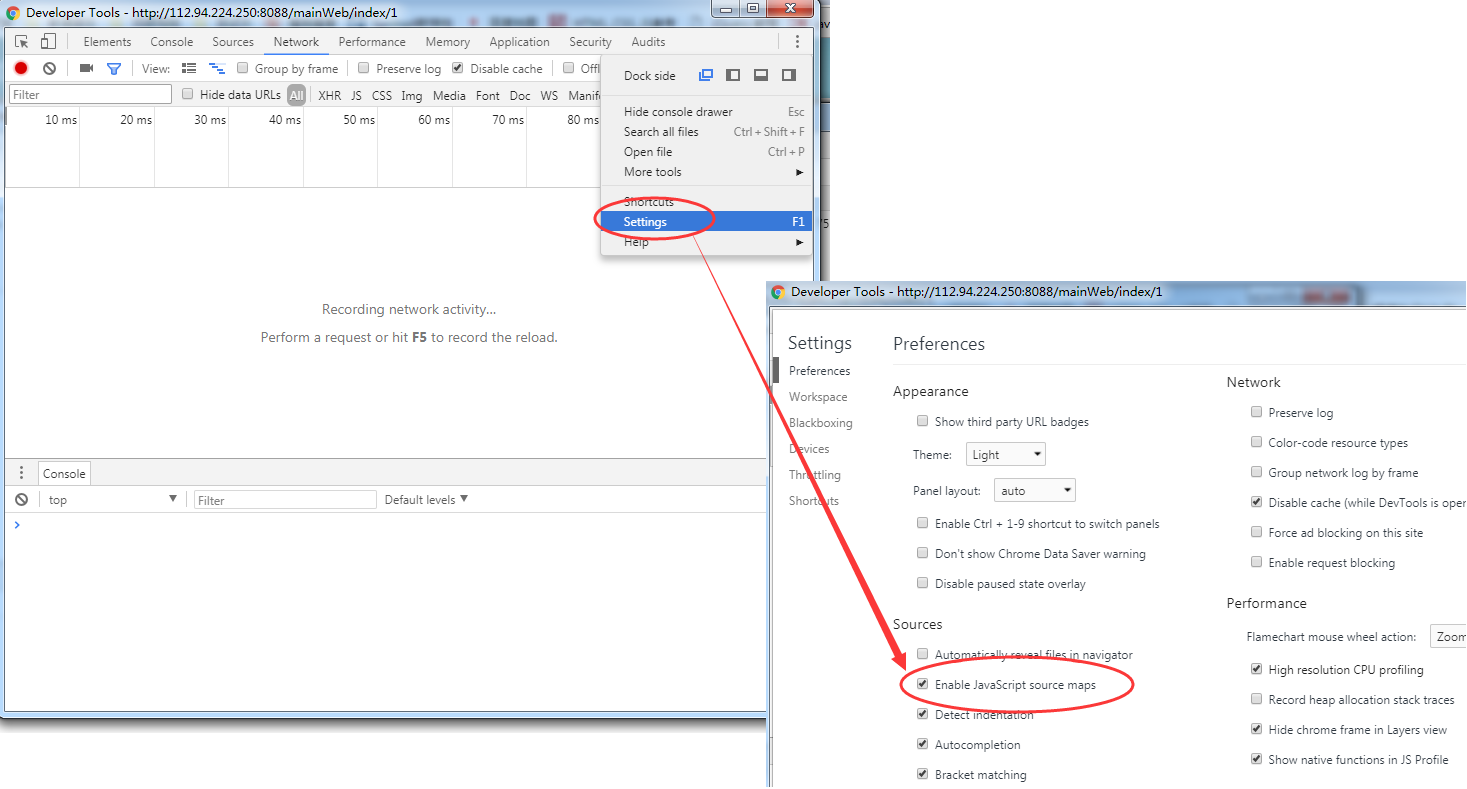 Developer Tools - http://112.94.224.250:8088/mainWeb/index/1
Elements Console Sources Network Performance Memory Application Security Audits
View: Group by frame Preserve log Disable cache Offl
Filter Hide data URLs All XHR JS CSS Img Media Font Doc WS Manife
10 ms 20 ms 30 ms 40 ms 50 ms 60 ms 70 ms 80 ms
Dock side
Hide console drawer Esc
Search all files Ctrl + Shift + F
Open file Ctrl + P
More tools
Shortcuts
Settings F1
Help
Recording network activity...
Perform a request or hit F5 to record the reload.
Console
top Filter Default levels
Developer Tools - http://112.94.224.250:8088/mainWeb/index/1
Settings
Preferences
Workspace
Blackboxing
Devices
Throttling
Shortcuts
Preferences
Appearance
Show third party URL badges
Theme: Light
Panel layout: auto
Enable Ctrl + 1-9 shortcut to switch panels
Don't show Chrome Data Saver warning
Disable paused state overlay
Sources
Automatically reveal files in navigator
Enable JavaScript source maps
Detect indentation
Autocompletion
Bracket matching
Network
Preserve log
Color-code resource types
Group network log by frame
Disable cache (while DevTools is oper
Force ad blocking on this site
Enable request blocking
Performance
Flamechart mouse wheel action: Zoom
High resolution CPU profiling
Record heap allocation stack traces
Hide chrome frame in Layers view
Show native functions in JS Profile